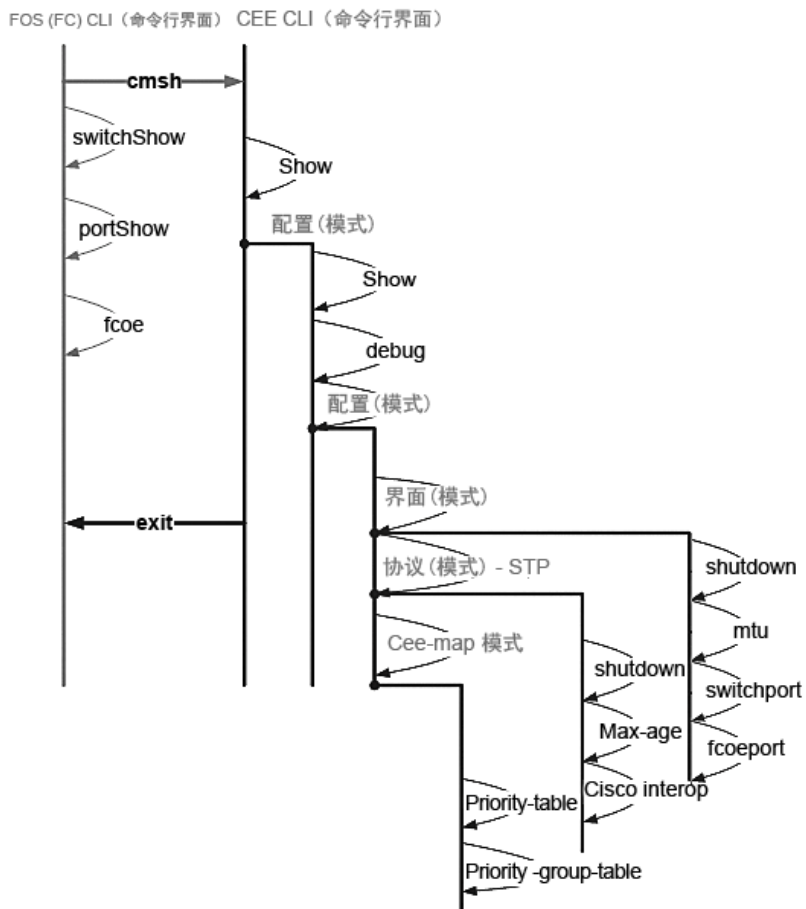 FOS (FC) CLI（命令行界面） CEE CLI（命令行界面）
cmsh
switchShow
Show
portShow
配置(模式)
Show
fcoe
debug
配置(模式)
界面(模式)
exit
协议(模式) - STP
shutdown
mtu
Cee-map 模式
shutdown
switchport
Max-age
fcoeport
Cisco interop
Priority-table
Priority -group-table